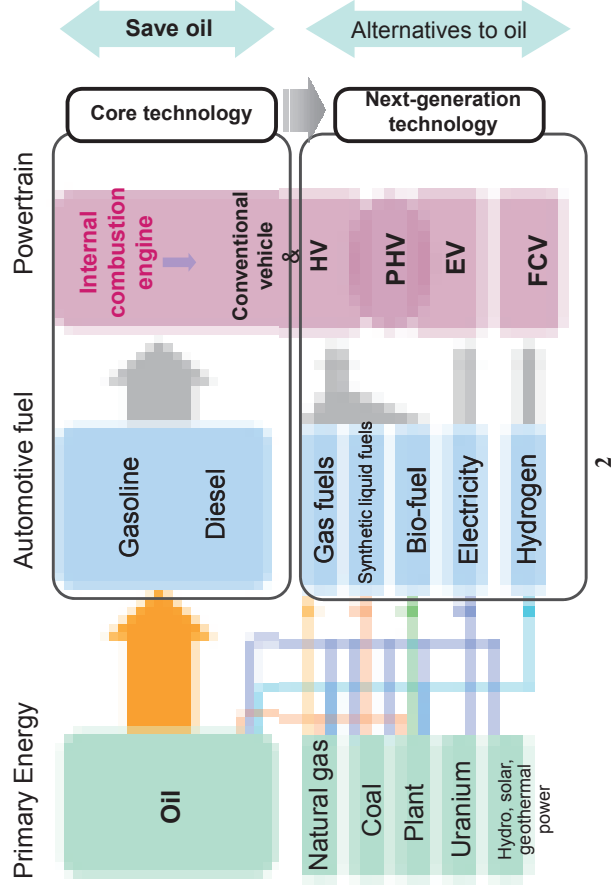 Primary Energy
Automotive fuel
Powertrain
Oil
Gasoline
Diesel
Internal
combustion
engine
Conventional
vehicle
&
HV
PHV
EV
FCV
Core technology
Save oil
Next-generation
technology
Alternatives to oil
Natural gas
Coal
Plant
Uranium
Hydro, solar,
geothermal
power
Gas fuels
Synthetic liquid fuels
Bio-fuel
Electricity
Hydrogen
2